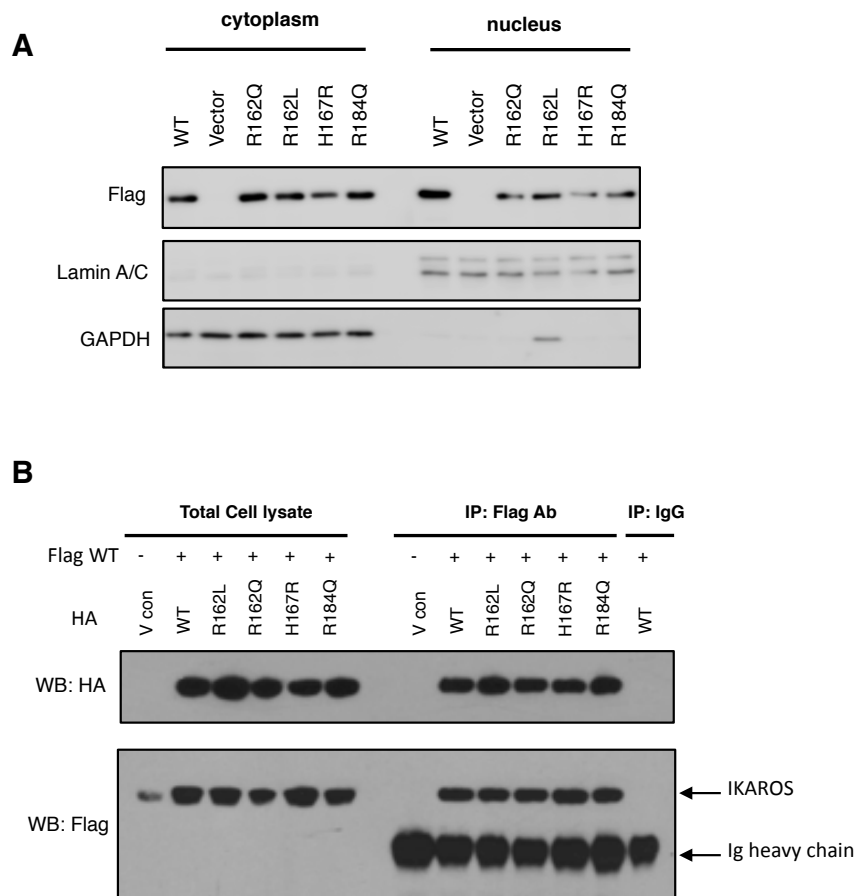 A
cytoplasm nucleus
WT Vector R162Q R162L H167R R184Q WT Vector R162Q R162L H167R R184Q
Flag
Lamin A/C
GAPDH
B
Total Cell lysate IP: Flag Ab IP: IgG
Flag WT - + + + + + - + + + + + +
HA V con WT R162L R162Q H167R R184Q V con WT R162L R162Q H167R R184Q WT
WB: HA
WB: Flag
IKAROS
Ig heavy chain